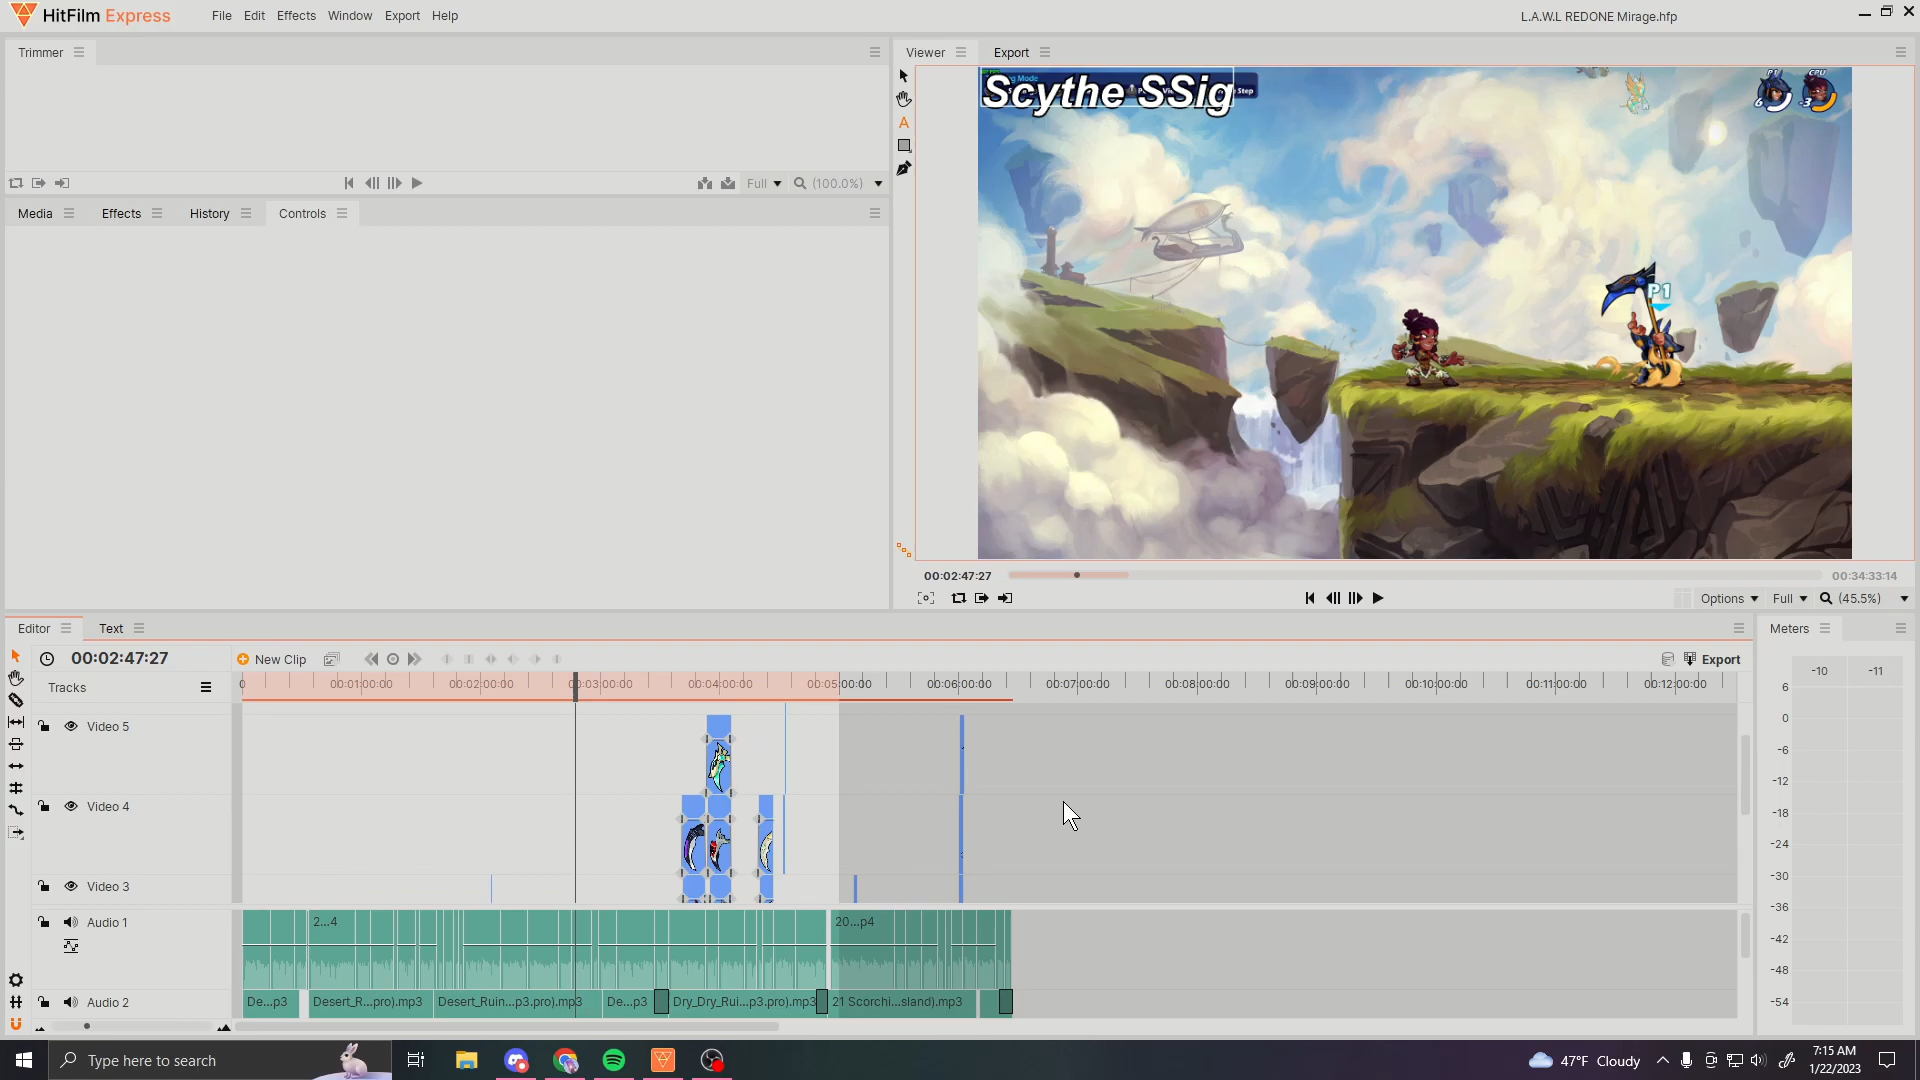 HitFilm Express
File Edit Effects Window Export Help
L.A.W.L REDONE Mirage.hfp
Trimmer
Viewer
Export
Scythe SSig
Mode
Step
P1
CPU
6
-3
P1
Full
(100.0%)
Media
Effects
History
Controls
00:02:47:27
00:34:33:14
Options
Full
(45.5%)
Editor
Text
Meters
00:02:47:27
New Clip
Export
Tracks
0 00:01:00:00 00:02:00:00 00:03:00:00 00:04:00:00 00:05:00:00 00:06:00:00 00:07:00:00 00:08:00:00 00:09:00:00 00:10:00:00 00:11:00:00 00:12:00:00
Video 5
Video 4
Video 3
Audio 1
2...4
20...p4
Audio 2
De...p3
Desert_R...pro).mp3
Desert_Ruin...p3.pro).mp3
De...p3
Dry_Dry_Rui...p3.pro).mp3
21 Scorchi...sland).mp3
-10 -11
6
0
-6
-12
-18
-24
-30
-36
-42
-48
-54
Type here to search
47°F Cloudy
7:15 AM
1/22/2023